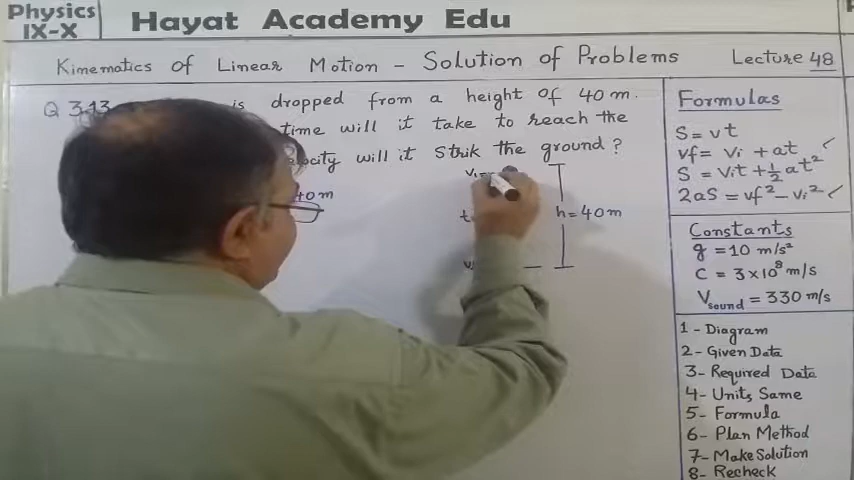 Physics
IX-X
Hayat Academy Edu
Kinematics of Linear Motion - Solution of Problems Lecture 48
Q 3.13 is dropped from a height of 40 m.
time will it take to reach the
will it strik the ground?
40 m
h = 40 m
Formulas
S = vt
vf = vi + at ✓
S = vit + ½ at²
2aS = vf² - vi² ✓
Constants
g = 10 m/s²
C = 3×10⁸ m/s
Vsound = 330 m/s
1- Diagram
2- Given Data
3- Required Data
4- Units Same
5- Formula
6- Plan Method
7- Make Solution
8- Recheck